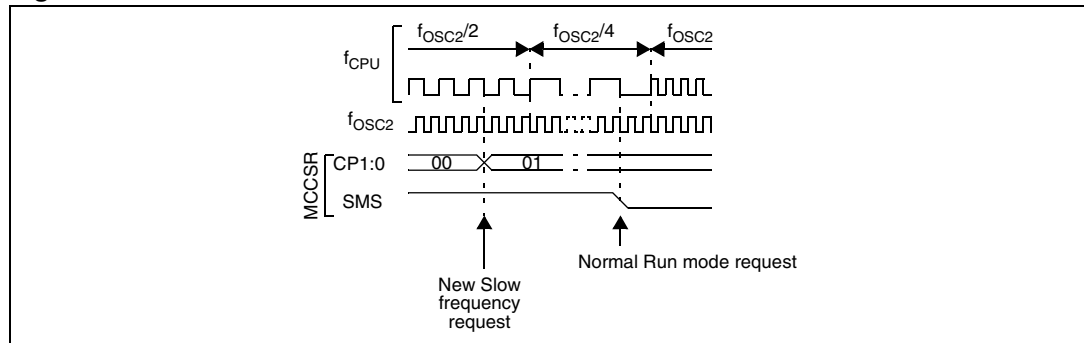 fOSC2/2 fOSC2/4 fOSC2
fCPU
fOSC2
MCCSR
CP1:0 00 01
SMS
Normal Run mode request
New Slow
frequency
request